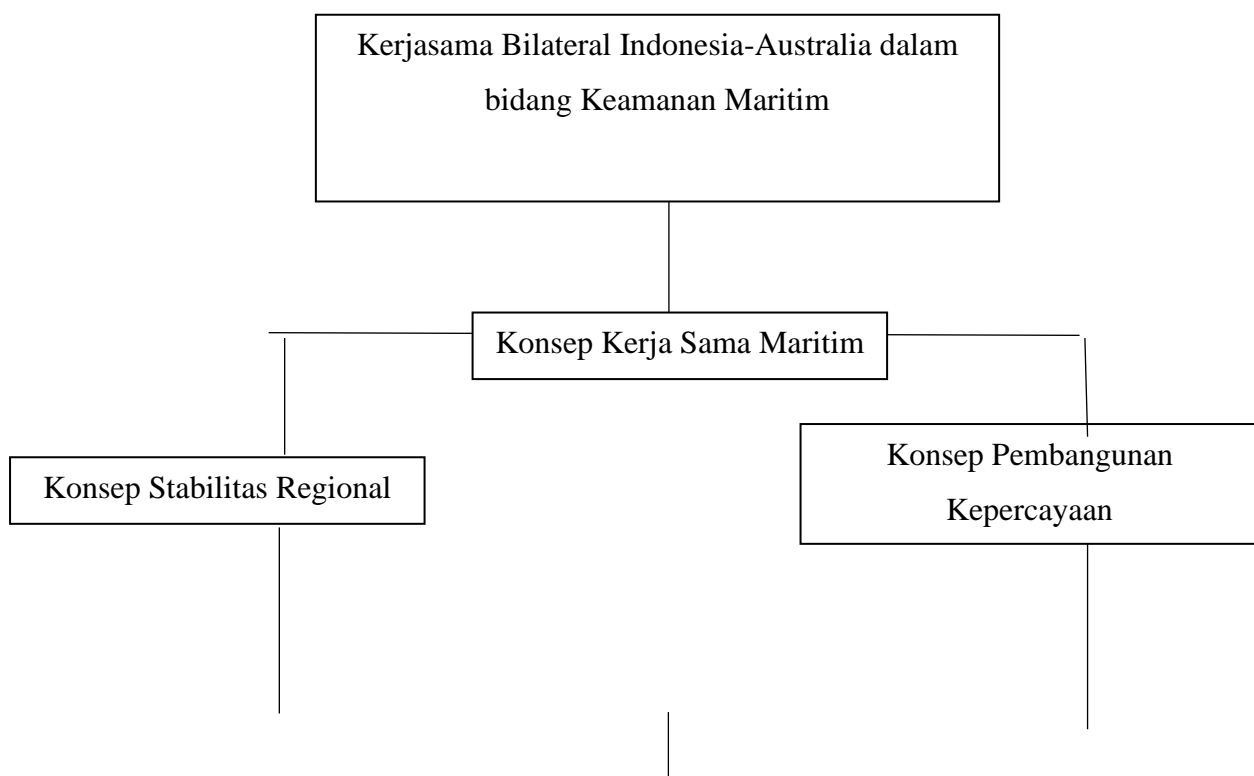 Kerjasama Bilateral Indonesia-Australia dalam
bidang Keamanan Maritim
Konsep Kerja Sama Maritim
Konsep Stabilitas Regional
Konsep Pembangunan
Kepercayaan